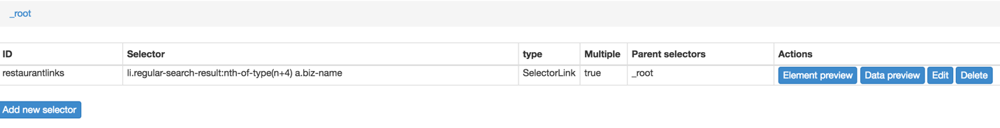 _root
ID Selector type Multiple Parent selectors Actions
restaurantlinks li.regular-search-result:nth-of-type(n+4) a.biz-name SelectorLink true _root Element preview Data preview Edit Delete
Add new selector